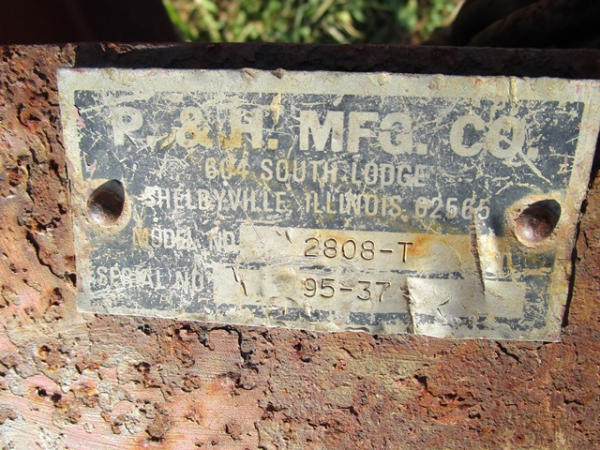 P. & H. MFG. CO.
604 SOUTH LODGE
SHELBYVILLE, ILLINOIS 62565
MODEL NO. 2808-T
SERIAL NO. 95-37